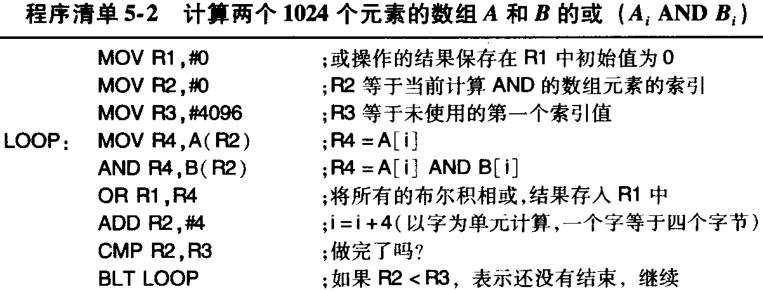 程序清单 5-2 计算两个 1024 个元素的数组 A 和 B 的或（Ai AND Bi）
MOV R1,#0 ;或操作的结果保存在 R1 中初始值为 0
MOV R2,#0 ;R2 等于当前计算 AND 的数组元素的索引
MOV R3,#4096 ;R3 等于未使用的第一个索引值
LOOP: MOV R4,A(R2) ;R4=A[i]
AND R4,B(R2) ;R4=A[i] AND B[i]
OR R1,R4 ;将所有的布尔积相或,结果存入 R1 中
ADD R2,#4 ;i=i+4(以字为单元计算,一个字等于四个字节)
CMP R2,R3 ;做完了吗?
BLT LOOP ;如果 R2<R3, 表示还没有结束, 继续